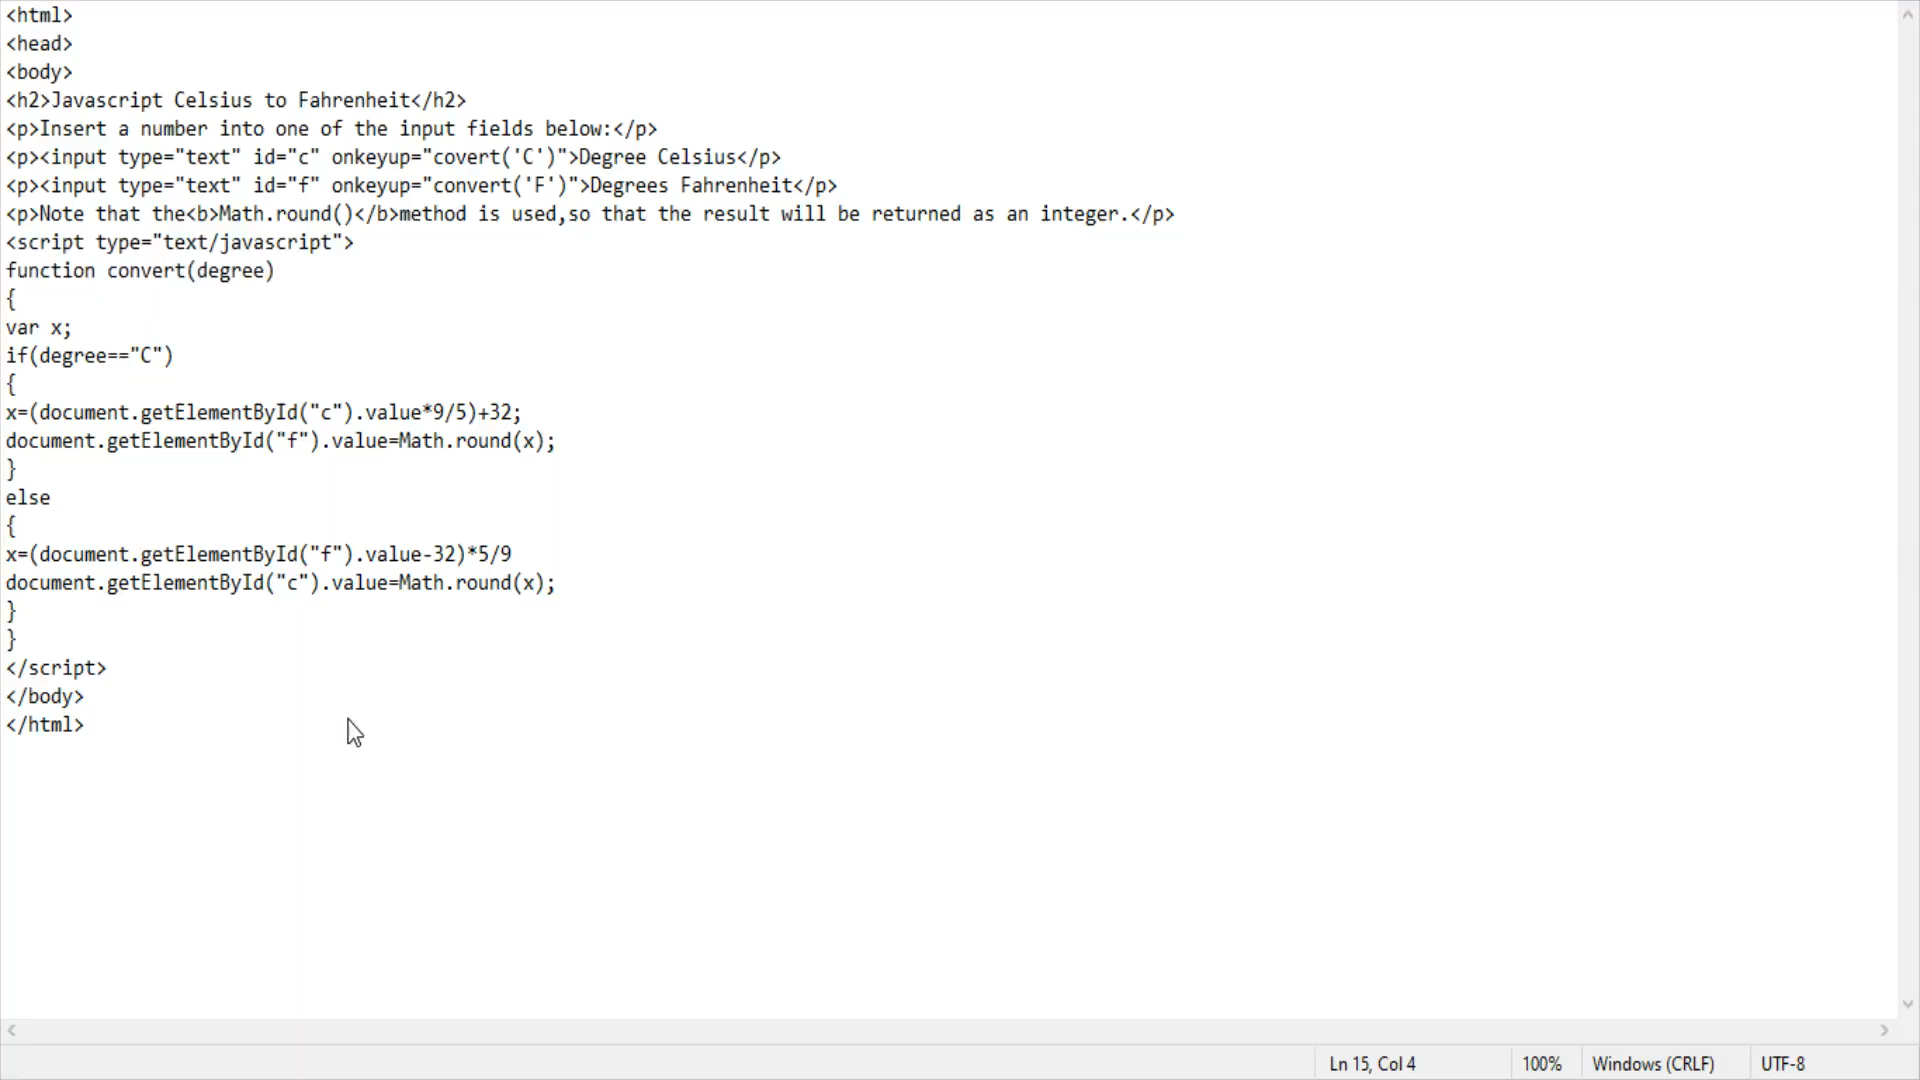 <html>
<head>
<body>
<h2>Javascript Celsius to Fahrenheit</h2>
<p>Insert a number into one of the input fields below:</p>
<p><input type="text" id="c" onkeyup="covert('C')">Degree Celsius</p>
<p><input type="text" id="f" onkeyup="convert('F')">Degrees Fahrenheit</p>
<p>Note that the<b>Math.round()</b>method is used,so that the result will be returned as an integer.</p>
<script type="text/javascript">
function convert(degree)
{
var x;
if(degree=="C")
{
x=(document.getElementById("c").value*9/5)+32;
document.getElementById("f").value=Math.round(x);
}
else
{
x=(document.getElementById("f").value-32)*5/9
document.getElementById("c").value=Math.round(x);
}
}
</script>
</body>
</html>
Ln 15, Col 4 100% Windows (CRLF) UTF-8